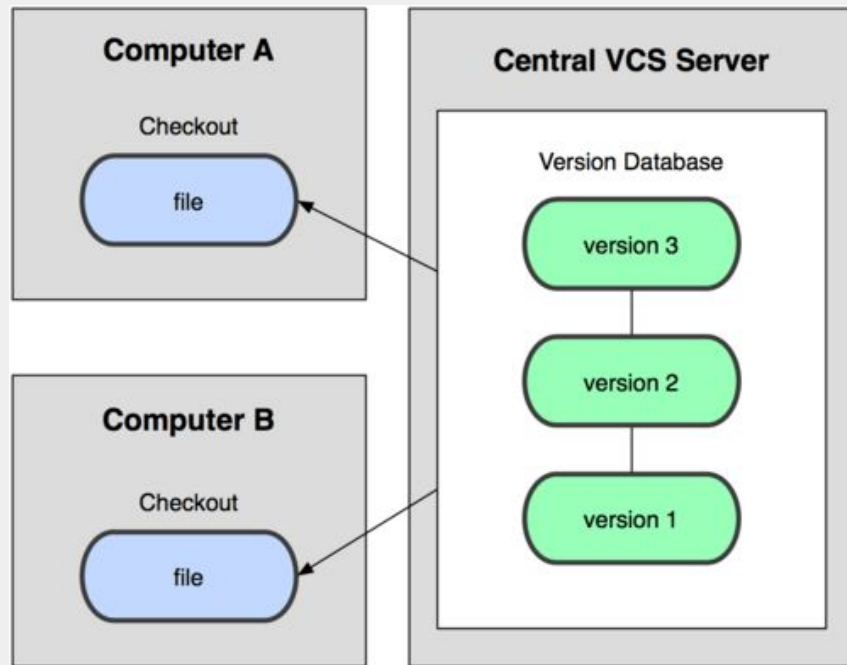 Computer A
Checkout
file
Computer B
Checkout
file
Central VCS Server
Version Database
version 3
version 2
version 1